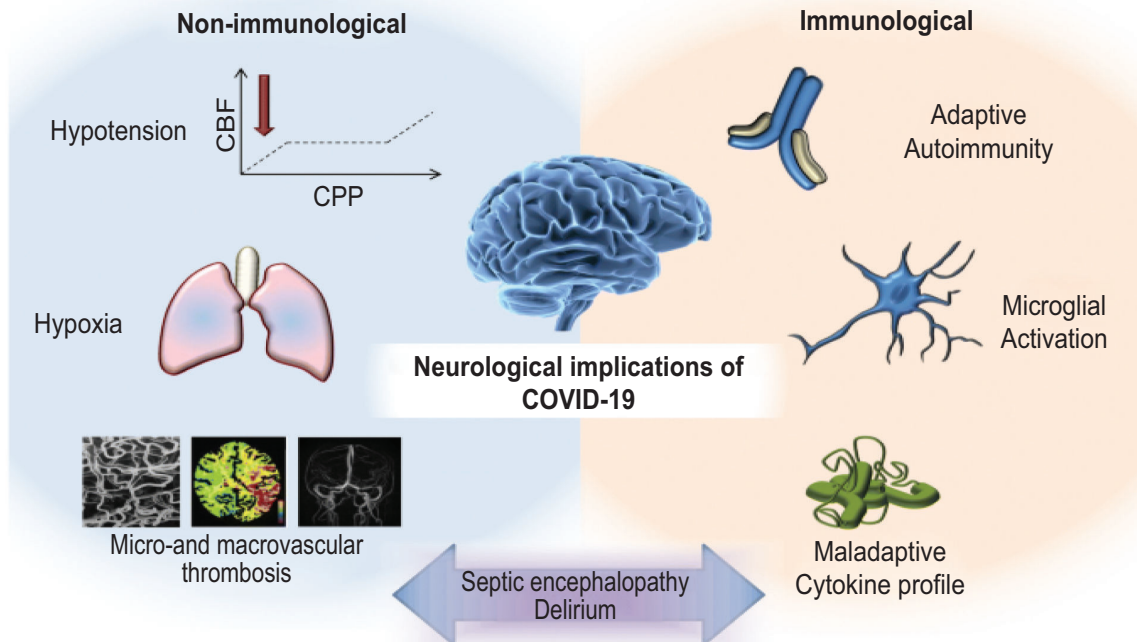 Non-immunological
Hypotension
CBF
CPP
Hypoxia
Micro-and macrovascular
thrombosis
Neurological implications of
COVID-19
Septic encephalopathy
Delirium
Immunological
Adaptive
Autoimmunity
Microglial
Activation
Maladaptive
Cytokine profile